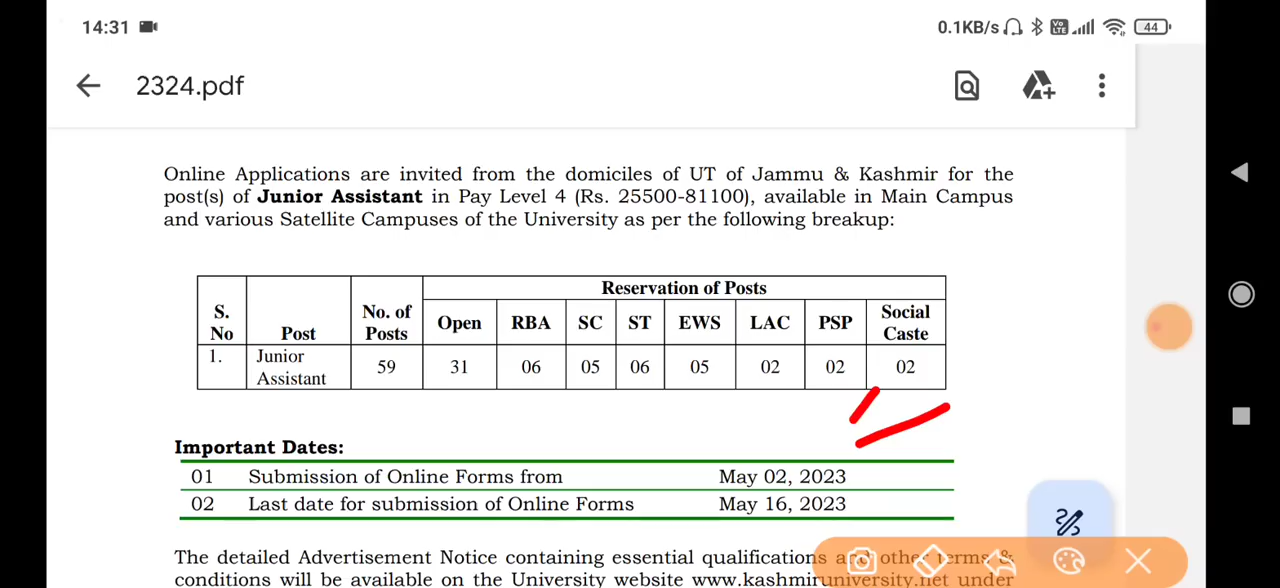 14:31 0.1KB/s Vo LTE 44
2324.pdf
Online Applications are invited from the domiciles of UT of Jammu & Kashmir for the
post(s) of Junior Assistant in Pay Level 4 (Rs. 25500-81100), available in Main Campus
and various Satellite Campuses of the University as per the following breakup:
S. No Post No. of Posts Reservation of Posts
Open RBA SC ST EWS LAC PSP Social Caste
1. Junior Assistant 59 31 06 05 06 05 02 02 02
Important Dates:
01 Submission of Online Forms from May 02, 2023
02 Last date for submission of Online Forms May 16, 2023
The detailed Advertisement Notice containing essential qualifications and other terms &
conditions will be available on the University website www.kashmiruniversity.net under